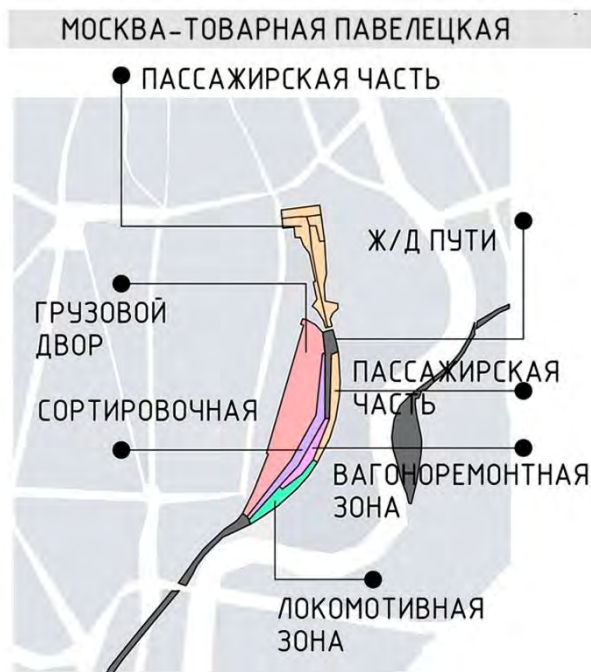 МОСКВА-ТОВАРНАЯ ПАВЕЛЕЦКАЯ
ПАССАЖИРСКАЯ ЧАСТЬ
Ж/Д ПУТИ
ГРУЗОВОЙ
ДВОР
ПАССАЖИРСКАЯ
ЧАСТЬ
СОРТИРОВОЧНАЯ
ВАГОНОРЕМОНТНАЯ
ЗОНА
ЛОКОМОТИВНАЯ
ЗОНА